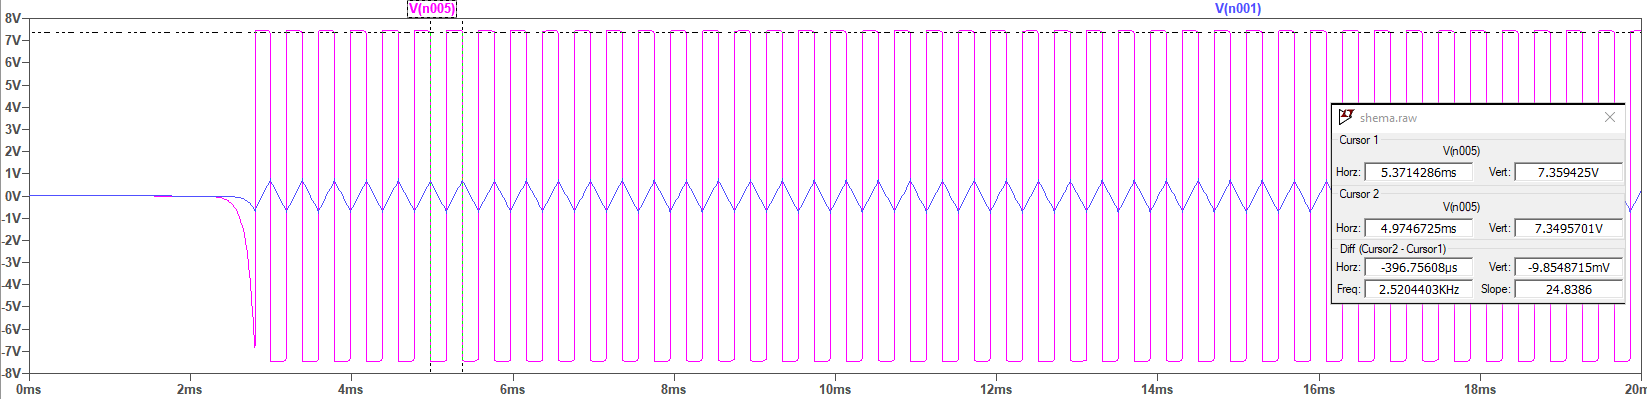 V(n005) V(n001)
8V
7V
6V
5V
4V
3V
2V
1V
0V
-1V
-2V
-3V
-4V
-5V
-6V
-7V
-8V
0ms 2ms 4ms 6ms 8ms 10ms 12ms 14ms 16ms 18ms 20m
shema.raw
Cursor 1
V(n005)
Horz: 5.3714286ms Vert: 7.359425V
Cursor 2
V(n005)
Horz: 4.9746725ms Vert: 7.3495701V
Diff (Cursor2 - Cursor1)
Horz: -396.75608µs Vert: -9.8548715mV
Freq: 2.5204403KHz Slope: 24.8386